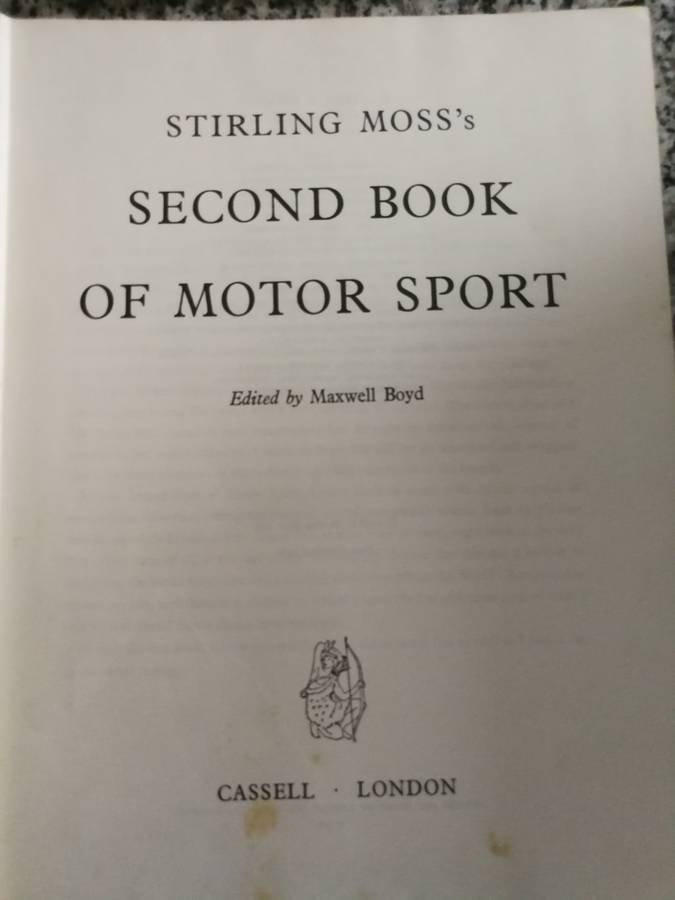 STIRLING MOSS's
SECOND BOOK
OF MOTOR SPORT
Edited by Maxwell Boyd
CASSELL · LONDON